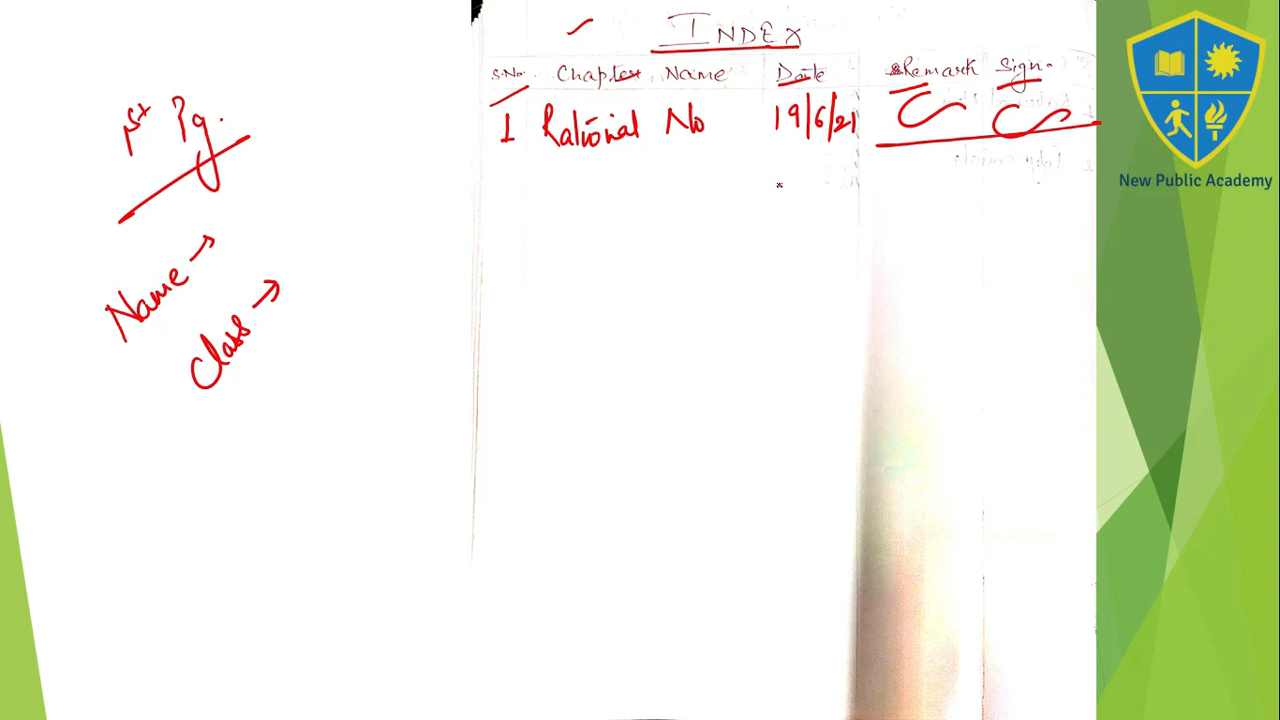 1st Pg.
Name →
Class →
INDEX
S.No. Chapter Name Date Remark Sign.
1 Rational No 19/6/21
New Public Academy